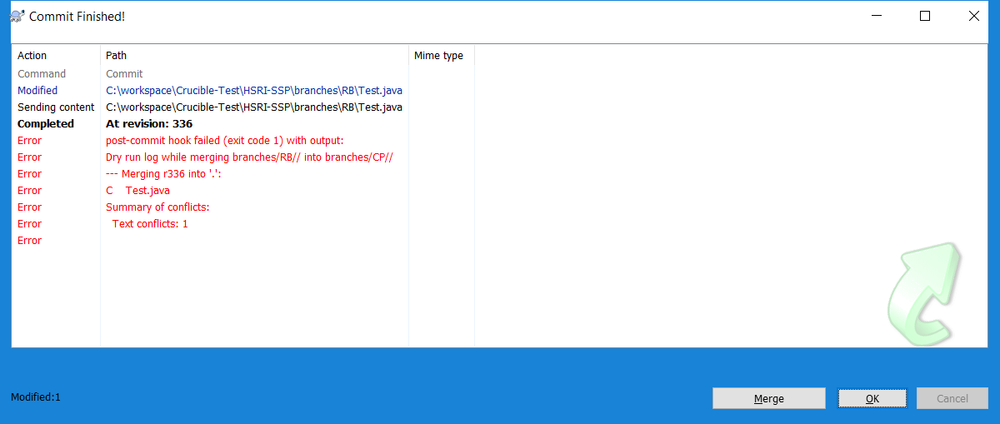 Commit Finished!
Action Path Mime type
Command Commit
Modified C:\workspace\Crucible-Test\HSRI-SSP\branches\RB\Test.java
Sending content C:\workspace\Crucible-Test\HSRI-SSP\branches\RB\Test.java
Completed At revision: 336
Error post-commit hook failed (exit code 1) with output:
Error Dry run log while merging branches/RB// into branches/CP//
Error --- Merging r336 into '.':
Error C    Test.java
Error Summary of conflicts:
Error   Text conflicts: 1
Error
Modified:1 Merge OK Cancel